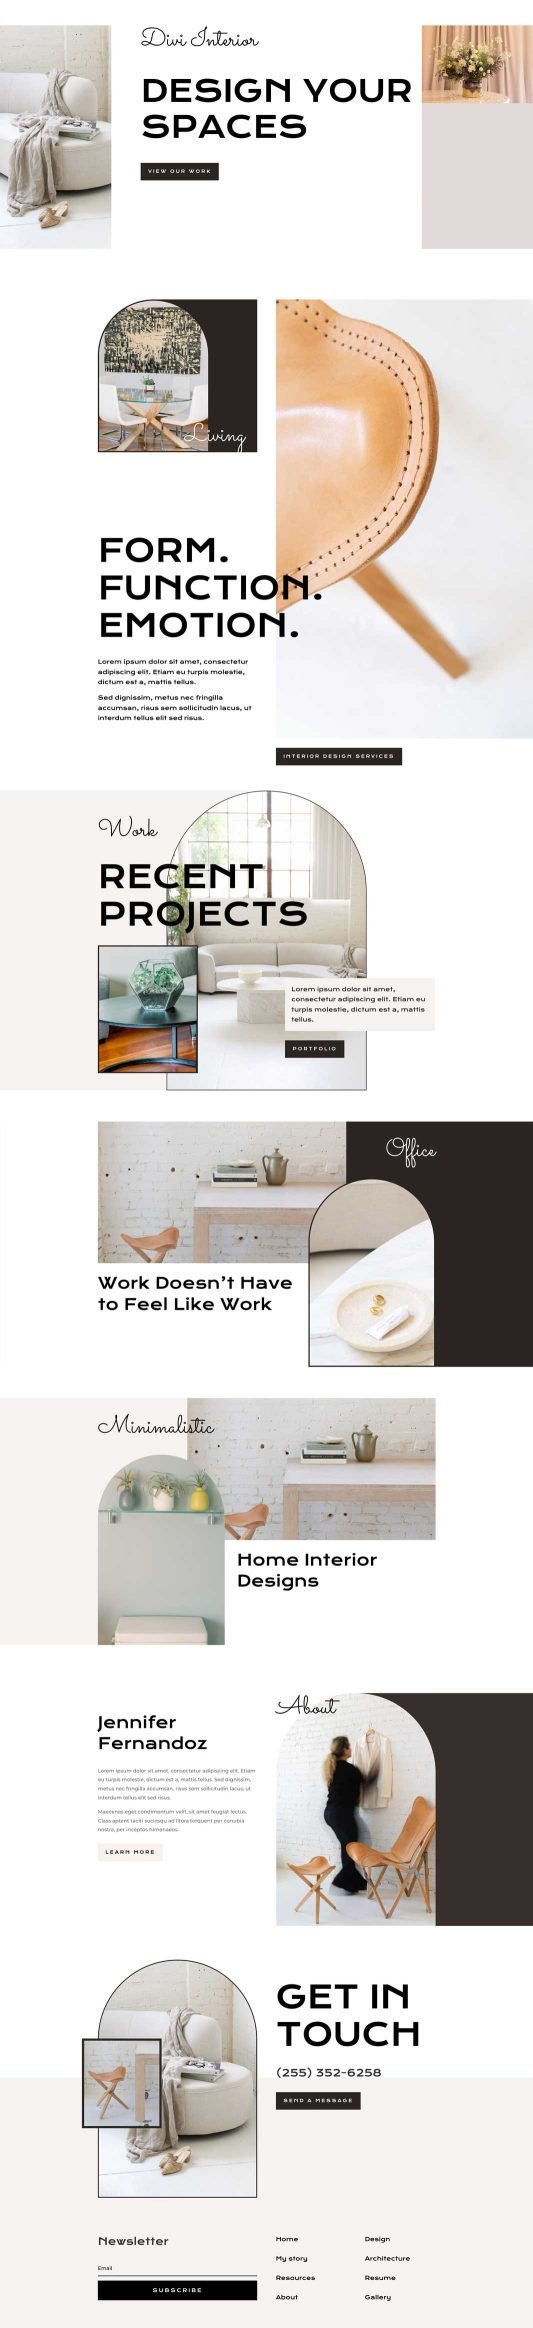 Divi Interior
DESIGN YOUR
SPACES
VIEW OUR WORK
Living
FORM.
FUNCTION.
EMOTION.
Lorem ipsum dolor sit amet, consectetur
adipiscing elit. Etiam eu turpis molestie,
dictum est a, mattis tellus.
Sed dignissim, metus nec fringilla
accumsan, risus sem sollicitudin lacus, ut
interdum tellus elit sed risus.
INTERIOR DESIGN SERVICES
Work
RECENT
PROJECTS
Lorem ipsum dolor sit amet,
consectetur adipiscing elit. Etiam eu
turpis molestie, dictum est a, mattis
tellus.
PORTFOLIO
Office
Work Doesn't Have
to Feel Like Work
Minimalistic
Home Interior
Designs
About
Jennifer
Fernandoz
Lorem ipsum dolor sit amet, consectetur adipiscing elit. Etiam
eu turpis molestie, dictum est a, mattis tellus. Sed dignissim,
metus nec fringilla accumsan, risus sem sollicitudin lacus, ut
interdum tellus elit sed risus.
Maecenas eget condimentum velit, sit amet feugiat lectus.
Class aptent taciti sociosqu ad litora torquent per conubia
nostra, per inceptos himenaeos.
LEARN MORE
GET IN
TOUCH
(255) 352-6258
SEND A MESSAGE
Newsletter
Email
SUBSCRIBE
Home
My story
Resources
About
Design
Architecture
Resume
Gallery